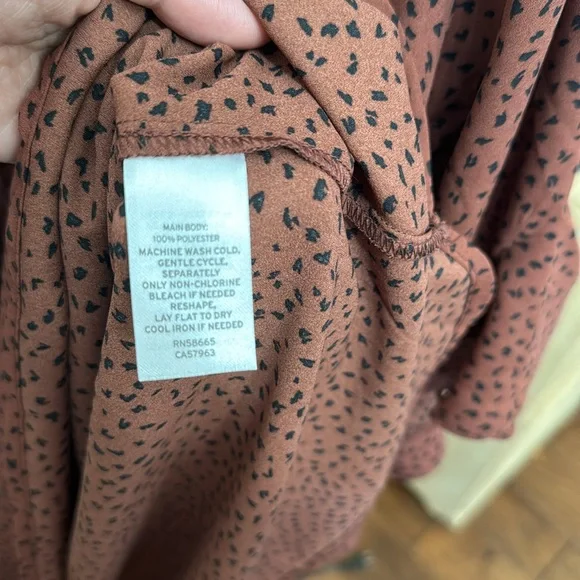 MAIN BODY:
100% POLYESTER
MACHINE WASH COLD,
GENTLE CYCLE,
SEPARATELY
ONLY NON-CHLORINE
BLEACH IF NEEDED
RESHAPE,
LAY FLAT TO DRY
COOL IRON IF NEEDED
RN58665
CA57963